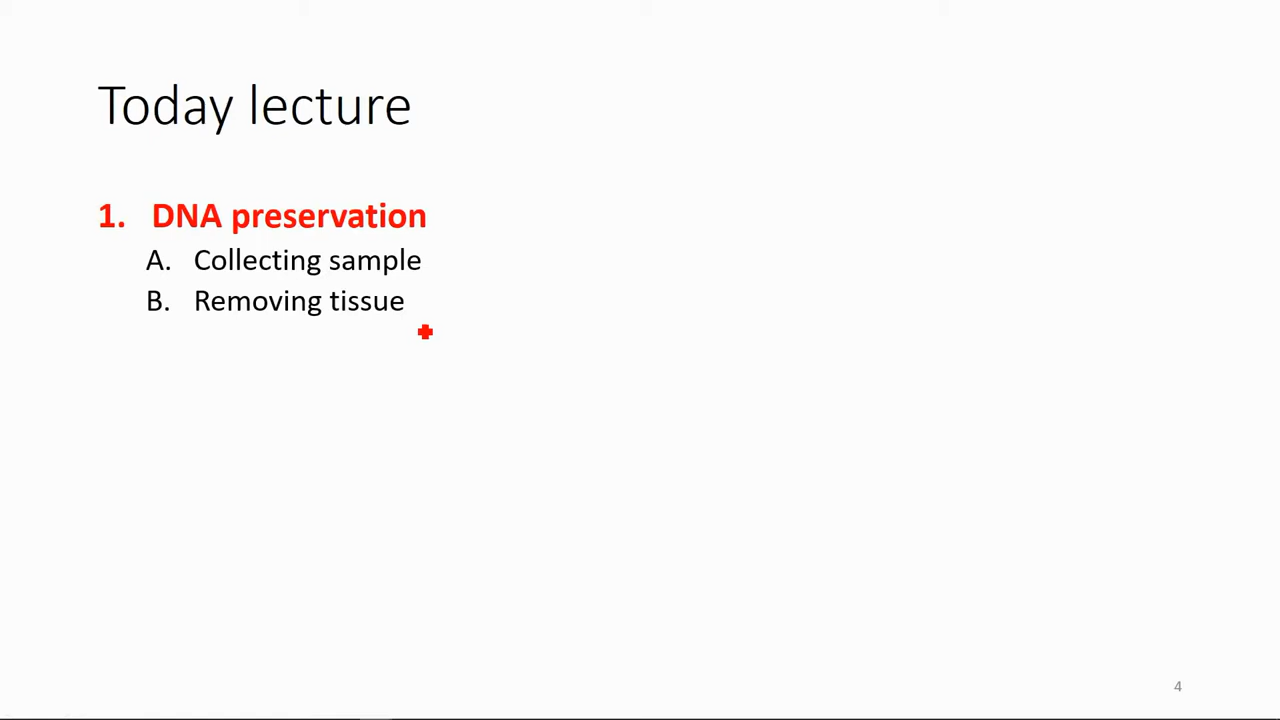 Today lecture
1. DNA preservation
A. Collecting sample
B. Removing tissue
4